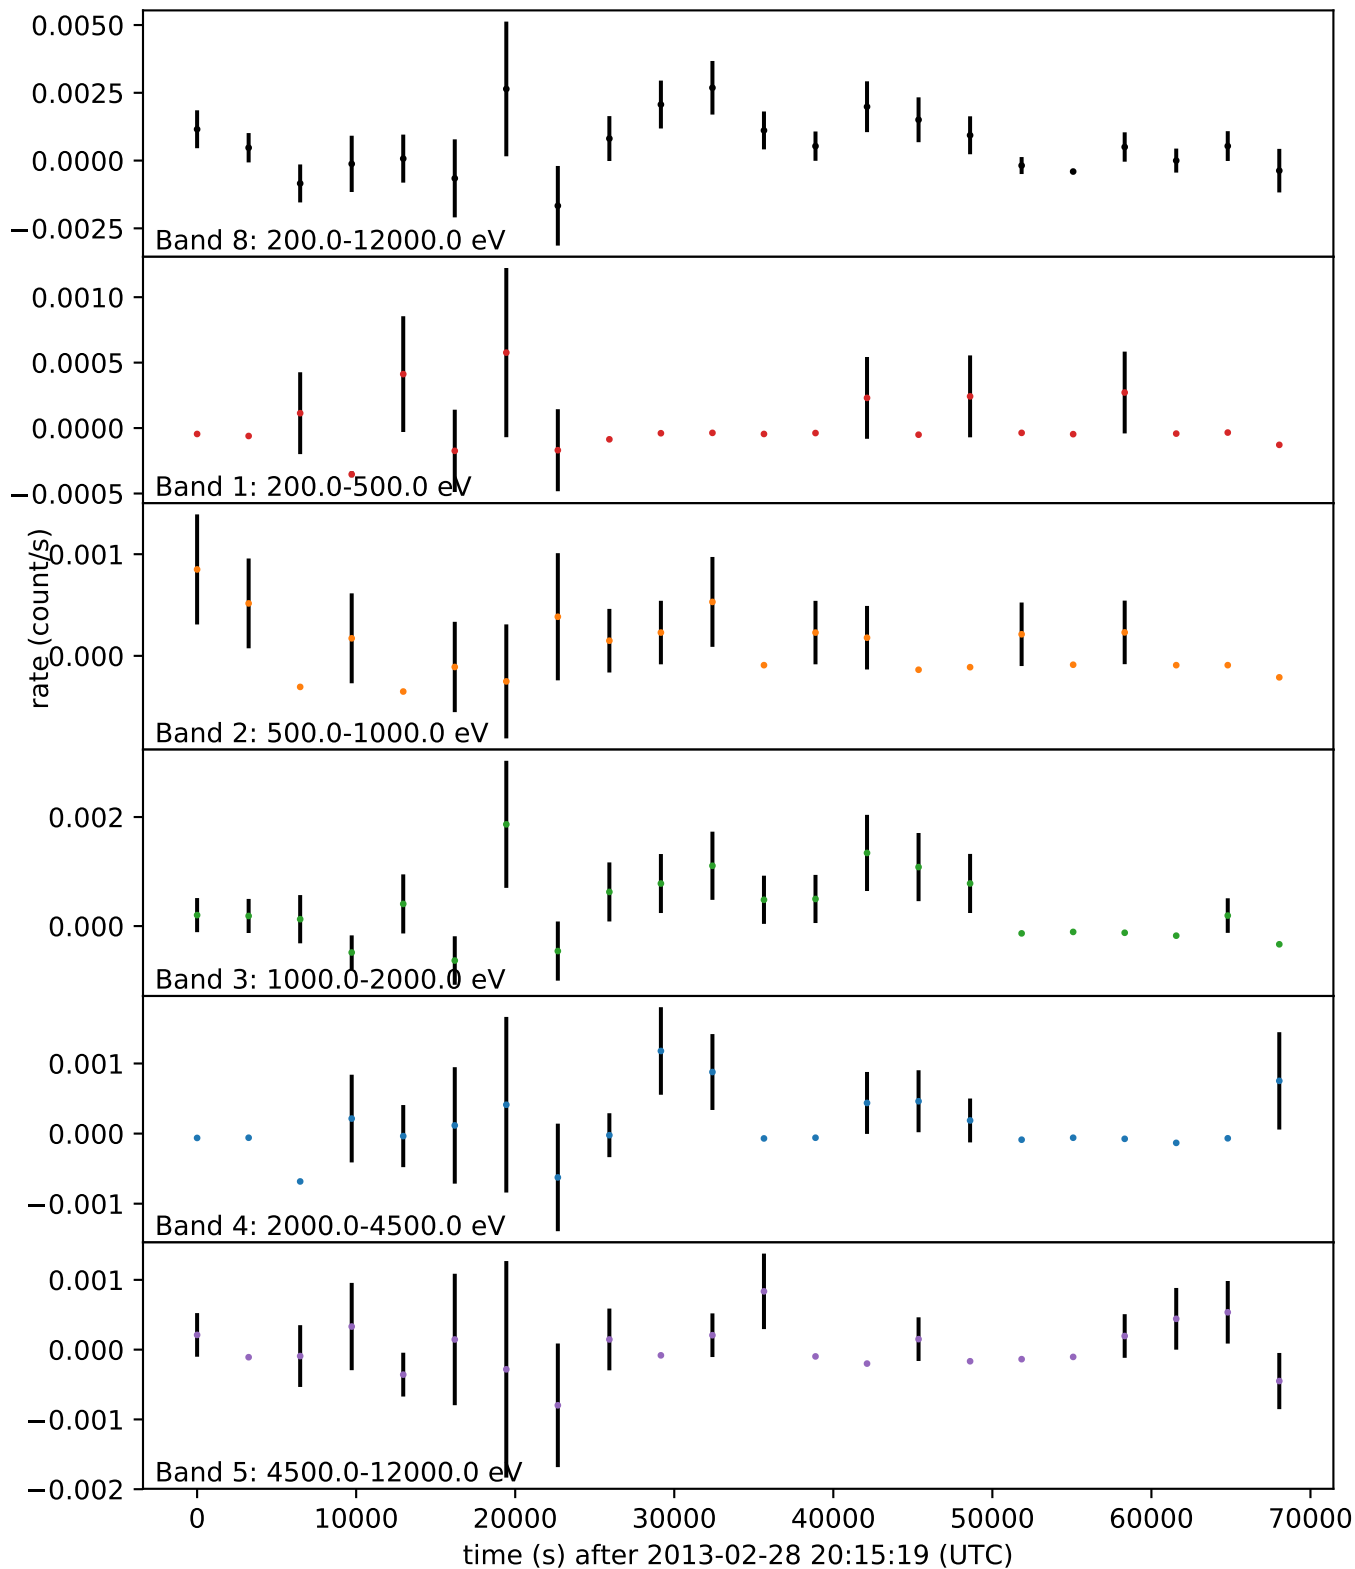 0.0050
0.0025
0.0000
−0.0025
Band 8: 200.0-12000.0 eV
0.0010
0.0005
0.0000
−0.0005
Band 1: 200.0-500.0 eV
rate (count/s)
0.001
0.000
Band 2: 500.0-1000.0 eV
0.002
0.000
Band 3: 1000.0-2000.0 eV
0.001
0.000
−0.001
Band 4: 2000.0-4500.0 eV
0.001
0.000
−0.001
−0.002
Band 5: 4500.0-12000.0 eV
0 10000 20000 30000 40000 50000 60000 70000
time (s) after 2013-02-28 20:15:19 (UTC)